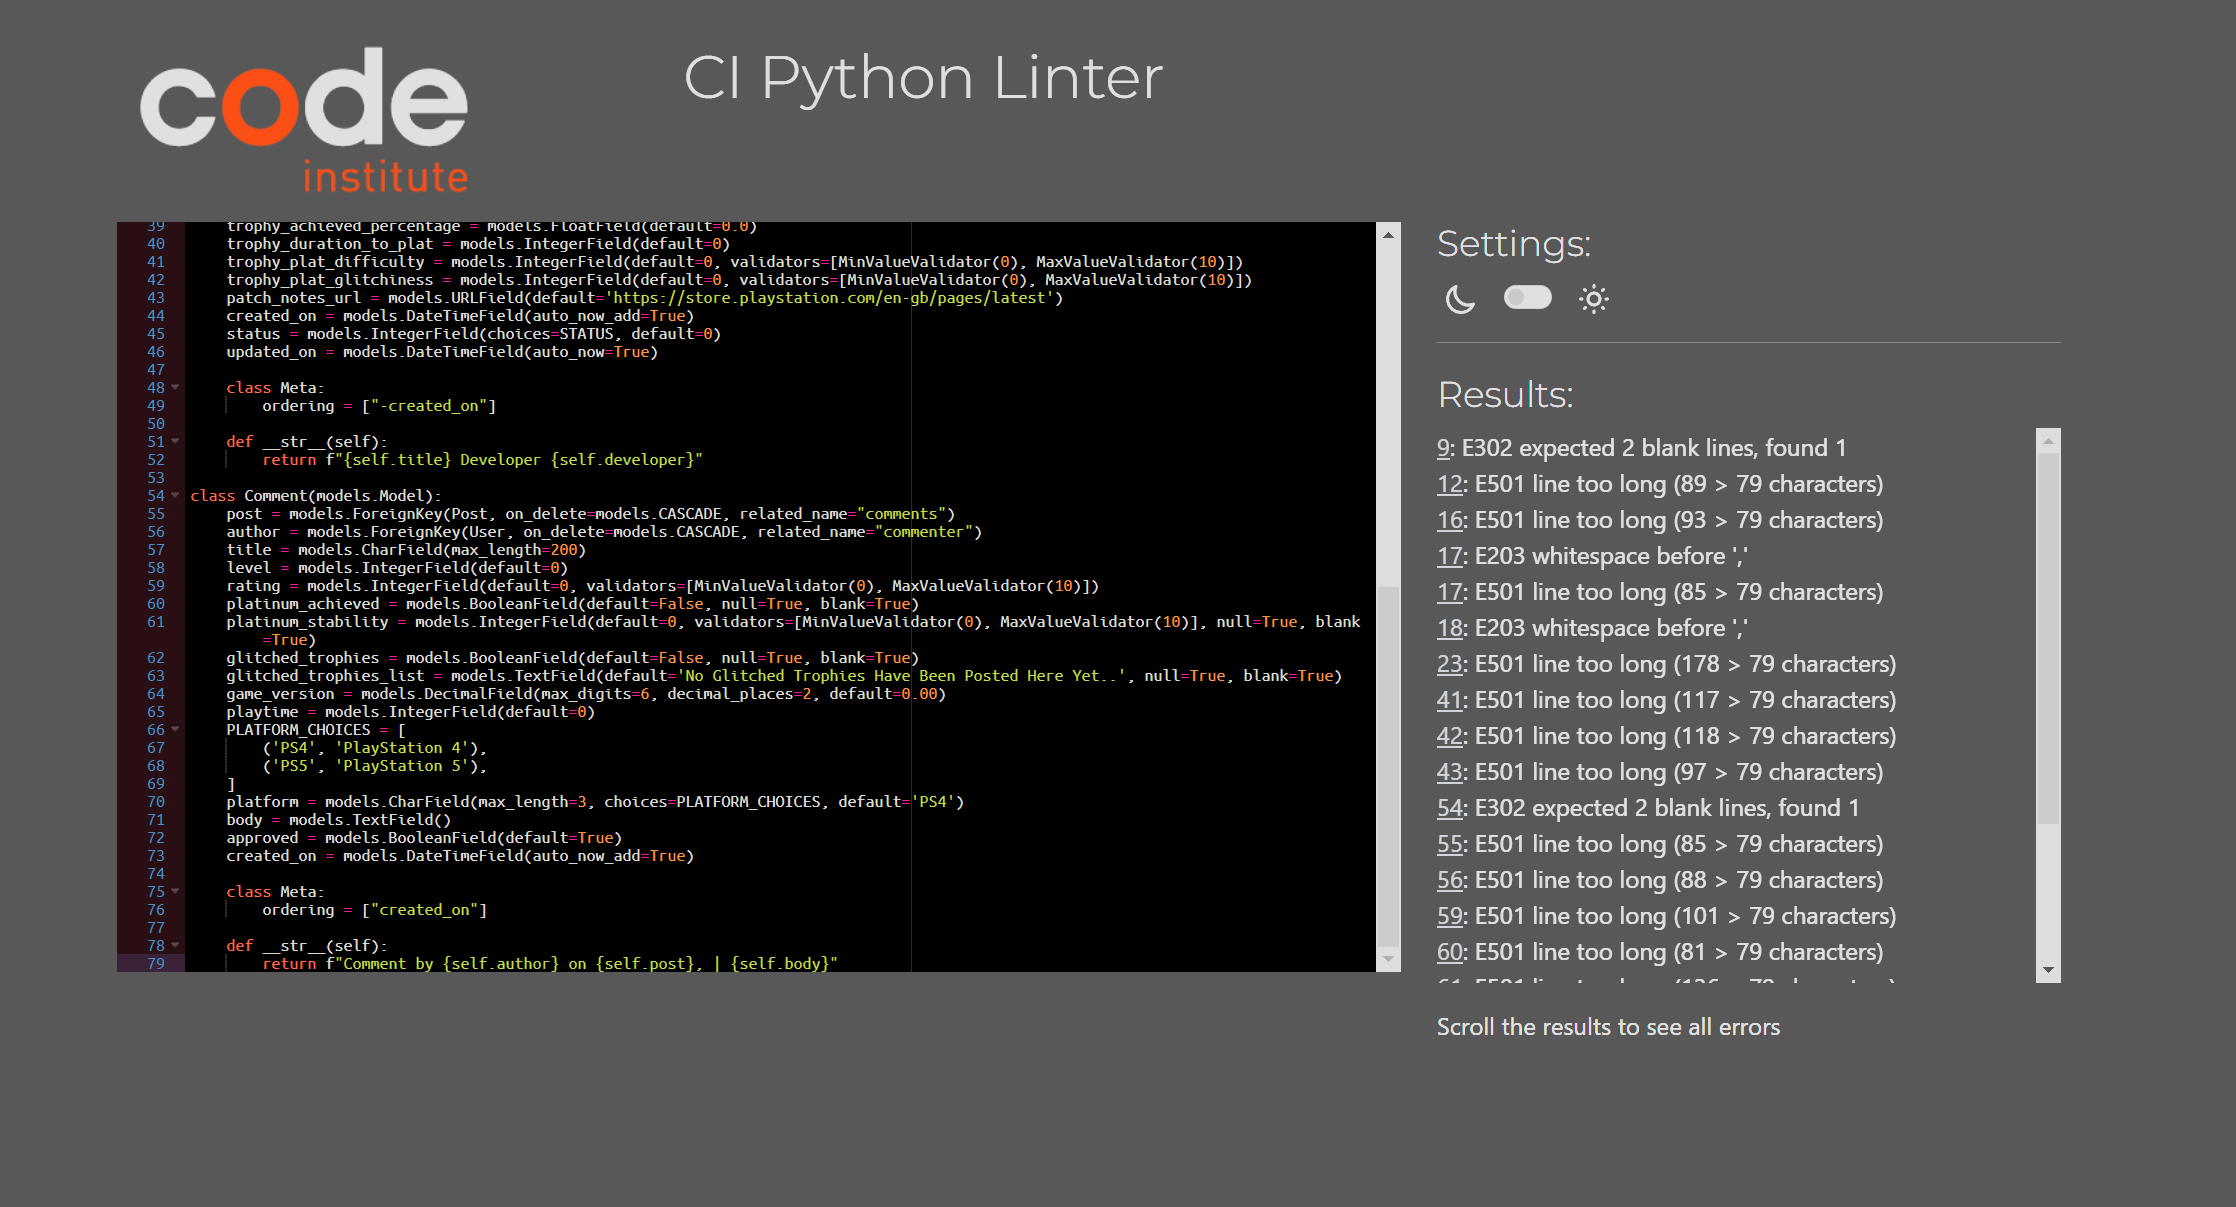 code
institute
CI Python Linter
39 trophy_achieved_percentage = models.FloatField(default=0.0)
40 trophy_duration_to_plat = models.IntegerField(default=0)
41 trophy_plat_difficulty = models.IntegerField(default=0, validators=[MinValueValidator(0), MaxValueValidator(10)])
42 trophy_plat_glitchiness = models.IntegerField(default=0, validators=[MinValueValidator(0), MaxValueValidator(10)])
43 patch_notes_url = models.URLField(default='https://store.playstation.com/en-gb/pages/latest')
44 created_on = models.DateTimeField(auto_now_add=True)
45 status = models.IntegerField(choices=STATUS, default=0)
46 updated_on = models.DateTimeField(auto_now=True)
47
48 class Meta:
49 ordering = ["-created_on"]
50
51 def __str__(self):
52 return f"{self.title} Developer {self.developer}"
53
54 class Comment(models.Model):
55 post = models.ForeignKey(Post, on_delete=models.CASCADE, related_name="comments")
56 author = models.ForeignKey(User, on_delete=models.CASCADE, related_name="commenter")
57 title = models.CharField(max_length=200)
58 level = models.IntegerField(default=0)
59 rating = models.IntegerField(default=0, validators=[MinValueValidator(0), MaxValueValidator(10)])
60 platinum_achieved = models.BooleanField(default=False, null=True, blank=True)
61 platinum_stability = models.IntegerField(default=0, validators=[MinValueValidator(0), MaxValueValidator(10)], null=True, blank
=True)
62 glitched_trophies = models.BooleanField(default=False, null=True, blank=True)
63 glitched_trophies_list = models.TextField(default='No Glitched Trophies Have Been Posted Here Yet..', null=True, blank=True)
64 game_version = models.DecimalField(max_digits=6, decimal_places=2, default=0.00)
65 playtime = models.IntegerField(default=0)
66 PLATFORM_CHOICES = [
67 ('PS4', 'PlayStation 4'),
68 ('PS5', 'PlayStation 5'),
69 ]
70 platform = models.CharField(max_length=3, choices=PLATFORM_CHOICES, default='PS4')
71 body = models.TextField()
72 approved = models.BooleanField(default=True)
73 created_on = models.DateTimeField(auto_now_add=True)
74
75 class Meta:
76 ordering = ["created_on"]
77
78 def __str__(self):
79 return f"Comment by {self.author} on {self.post}, | {self.body}"
Settings:
Results:
9: E302 expected 2 blank lines, found 1
12: E501 line too long (89 > 79 characters)
16: E501 line too long (93 > 79 characters)
17: E203 whitespace before ','
17: E501 line too long (85 > 79 characters)
18: E203 whitespace before ','
23: E501 line too long (178 > 79 characters)
41: E501 line too long (117 > 79 characters)
42: E501 line too long (118 > 79 characters)
43: E501 line too long (97 > 79 characters)
54: E302 expected 2 blank lines, found 1
55: E501 line too long (85 > 79 characters)
56: E501 line too long (88 > 79 characters)
59: E501 line too long (101 > 79 characters)
60: E501 line too long (81 > 79 characters)
61: E501 line too long (126 > 79 characters)
Scroll the results to see all errors